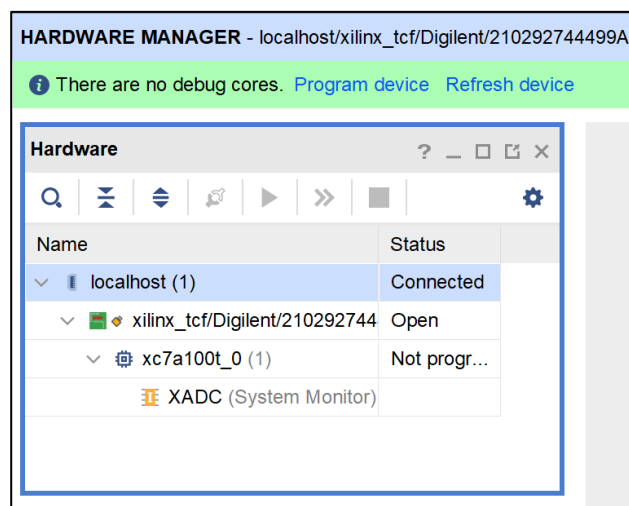 HARDWARE MANAGER - localhost/xilinx_tcf/Digilent/210292744499A
There are no debug cores. Program device Refresh device
Hardware
Name Status
localhost (1) Connected
xilinx_tcf/Digilent/210292744 Open
xc7a100t_0 (1) Not progr...
XADC (System Monitor)